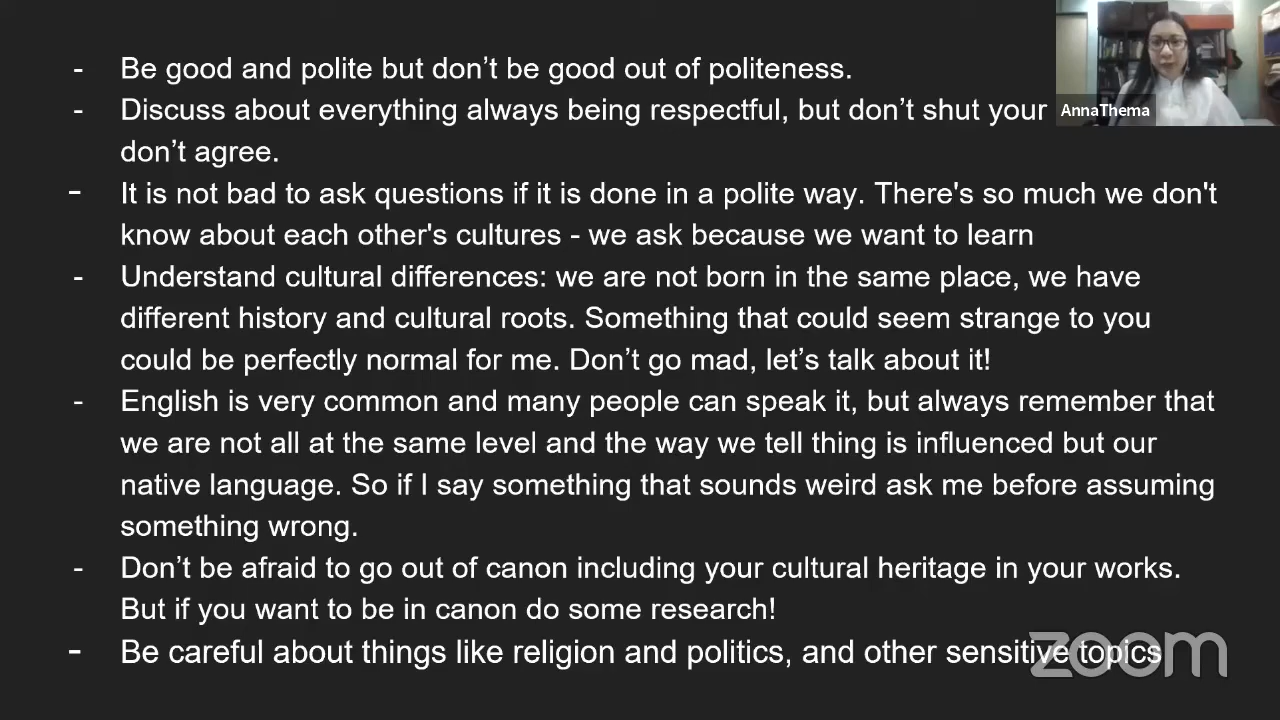 - Be good and polite but don’t be good out of politeness.
- Discuss about everything always being respectful, but don’t shut your
don’t agree.
- It is not bad to ask questions if it is done in a polite way. There's so much we don't
know about each other's cultures - we ask because we want to learn
- Understand cultural differences: we are not born in the same place, we have
different history and cultural roots. Something that could seem strange to you
could be perfectly normal for me. Don’t go mad, let’s talk about it!
- English is very common and many people can speak it, but always remember that
we are not all at the same level and the way we tell thing is influenced but our
native language. So if I say something that sounds weird ask me before assuming
something wrong.
- Don’t be afraid to go out of canon including your cultural heritage in your works.
But if you want to be in canon do some research!
- Be careful about things like religion and politics, and other sensitive topics
AnnaThema
zoom